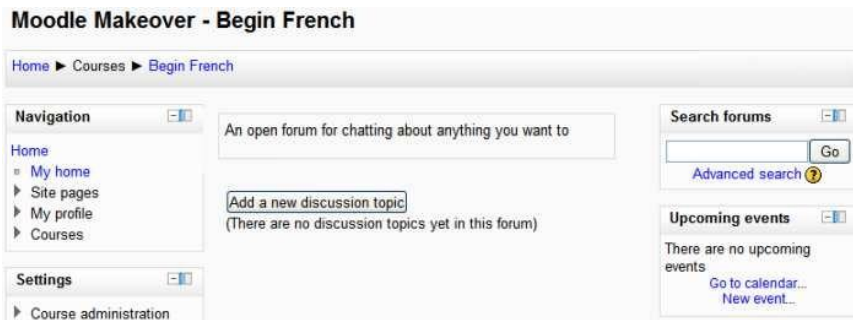 Moodle Makeover - Begin French
Home ► Courses ► Begin French
Navigation
Home
My home
Site pages
My profile
Courses
Settings
Course administration
An open forum for chatting about anything you want to
Add a new discussion topic
(There are no discussion topics yet in this forum)
Search forums
Go
Advanced search ?
Upcoming events
There are no upcoming
events
Go to calendar...
New event...